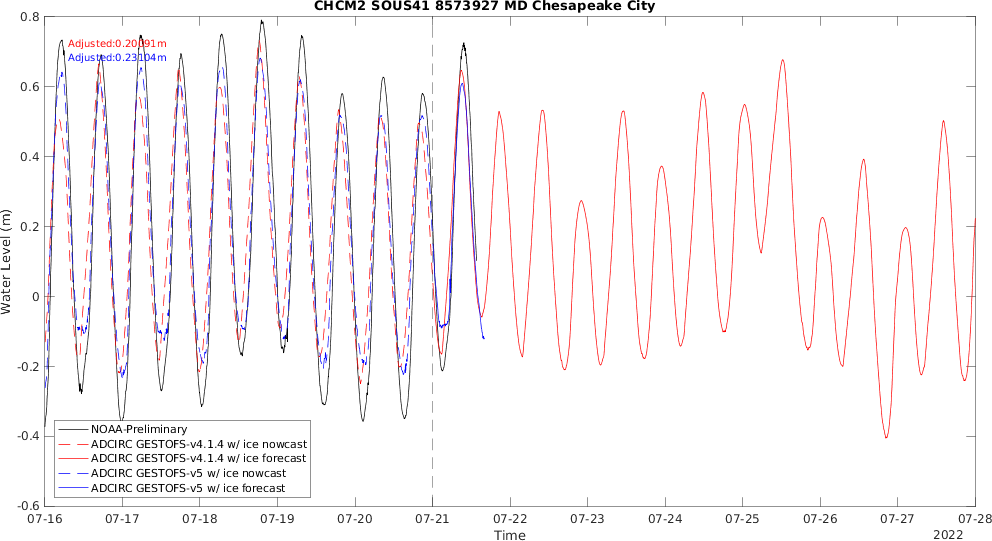 CHCM2 SOUS41 8573927 MD Chesapeake City
Water Level (m)
0.8
0.6
0.4
0.2
0
-0.2
-0.4
-0.6
Adjusted:0.20691m
Adjusted:0.23104m
NOAA-Preliminary
ADCIRC GESTOFS-v4.1.4 w/ ice nowcast
ADCIRC GESTOFS-v4.1.4 w/ ice forecast
ADCIRC GESTOFS-v5 w/ ice nowcast
ADCIRC GESTOFS-v5 w/ ice forecast
07-16 07-17 07-18 07-19 07-20 07-21 07-22 07-23 07-24 07-25 07-26 07-27 07-28
Time
2022